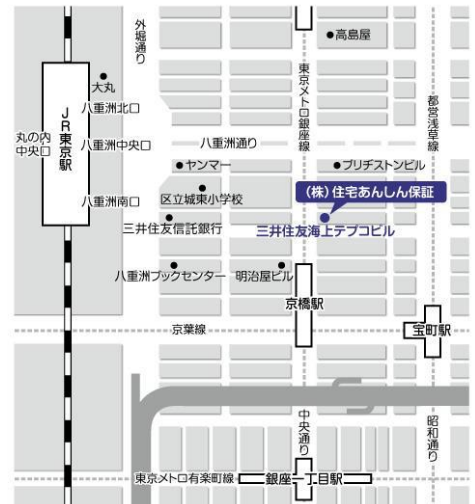 外堀通り
高島屋
大丸
JR東京駅
八重洲北口
東京メトロ銀座線
都営浅草線
丸の内
中央口
八重洲中央口
八重洲通り
ヤンマー
ブリヂストンビル
八重洲南口
区立城東小学校
(株)住宅あんしん保証
三井住友信託銀行
三井住友海上テプコビル
八重洲ブックセンター
明治屋ビル
京橋駅
京葉線
宝町駅
中央通り
昭和通り
東京メトロ有楽町線
銀座一丁目駅